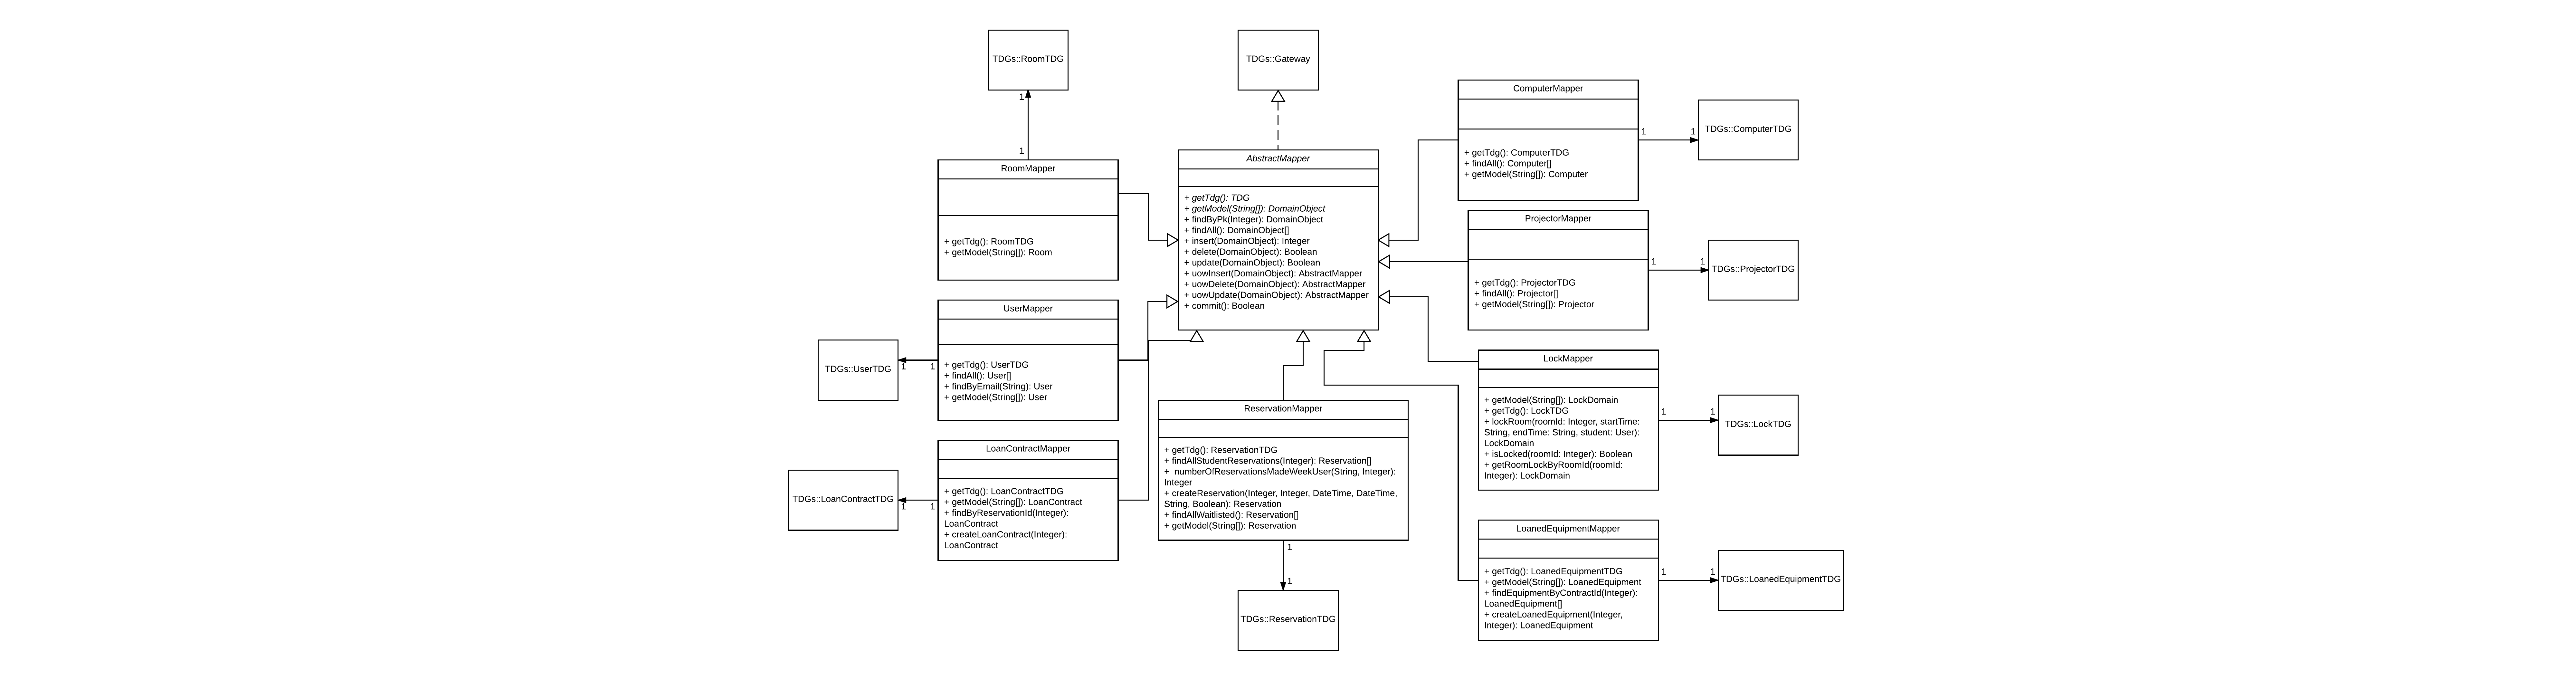 TDGs::RoomTDG
1
1
RoomMapper
+ getTdg(): RoomTDG
+ getModel(String[]): Room
TDGs::Gateway
AbstractMapper
+ getTdg(): TDG
+ getModel(String[]): DomainObject
+ findByPk(Integer): DomainObject
+ findAll(): DomainObject[]
+ insert(DomainObject): Integer
+ delete(DomainObject): Boolean
+ update(DomainObject): Boolean
+ uowInsert(DomainObject): AbstractMapper
+ uowDelete(DomainObject): AbstractMapper
+ uowUpdate(DomainObject): AbstractMapper
+ commit(): Boolean
ComputerMapper
+ getTdg(): ComputerTDG
+ findAll(): Computer[]
+ getModel(String[]): Computer
1
1
TDGs::ComputerTDG
ProjectorMapper
+ getTdg(): ProjectorTDG
+ findAll(): Projector[]
+ getModel(String[]): Projector
1
1
TDGs::ProjectorTDG
UserMapper
+ getTdg(): UserTDG
+ findAll(): User[]
+ findByEmail(String): User
+ getModel(String[]): User
TDGs::UserTDG
1
1
LoanContractMapper
+ getTdg(): LoanContractTDG
+ getModel(String[]): LoanContract
+ findByReservationId(Integer):
LoanContract
+ createLoanContract(Integer):
LoanContract
TDGs::LoanContractTDG
1
1
ReservationMapper
+ getTdg(): ReservationTDG
+ findAllStudentReservations(Integer): Reservation[]
+  numberOfReservationsMadeWeekUser(String, Integer):
Integer
+ createReservation(Integer, Integer, DateTime, DateTime,
String, Boolean): Reservation
+ findAllWaitlisted(): Reservation[]
+ getModel(String[]): Reservation
1
1
TDGs::ReservationTDG
LockMapper
+ getModel(String[]): LockDomain
+ getTdg(): LockTDG
+ lockRoom(roomId: Integer, startTime:
String, endTime: String, student: User):
LockDomain
+ isLocked(roomId: Integer): Boolean
+ getRoomLockByRoomId(roomId:
Integer): LockDomain
1
1
TDGs::LockTDG
LoanedEquipmentMapper
+ getTdg(): LoanedEquipmentTDG
+ getModel(String[]): LoanedEquipment
+ findEquipmentByContractId(Integer):
LoanedEquipment[]
+ createLoanedEquipment(Integer,
Integer): LoanedEquipment
1
1
TDGs::LoanedEquipmentTDG